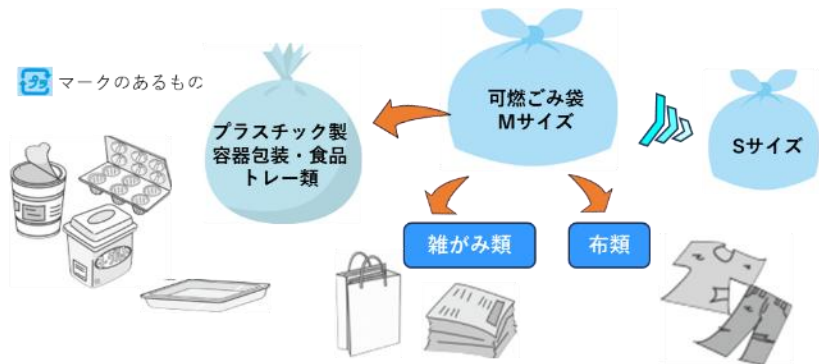 プラ マークのあるもの
プラスチック製
容器包装・食品
トレー類
可燃ごみ袋
Mサイズ
Sサイズ
雑がみ類
布類